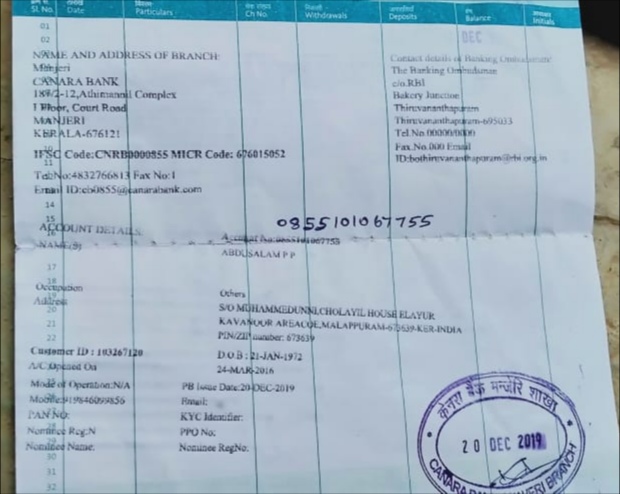 Sl. No. Date Particulars Ch No. Withdrawals Deposits Balance Initials
01
02
DEC
NAME AND ADDRESS OF BRANCH:
Manjeri
CANARA BANK
189/2-12,Athimannil Complex
I Floor, Court Road
MANJERI
KERALA-676121
IFSC Code:CNRB0000855 MICR Code: 676015052
Tel No:4832766813 Fax No:1
Email ID:cb0855@canarabank.com
Contact details of Banking Ombudsman
The Banking Ombudsman
c/o.RBI
Bakery Junction
Thiruvananthapuram
Thiruvananthapuram-695033
Tel.No.00000/0000
Fax.No.000 Email
ID:bothiruvananthapuram@rbi.org.in
14
15
0855101067755
16
ACCOUNT DETAILS:
Account No:0855101067755
NAME(S)
ABDUSALAM P P
17
18
Occupation Others
Address S/O MUHAMMEDUNNI,CHOLAYIL HOUSE ELAYUR
20
21
KAVANOOR AREACOE,MALAPPURAM-673639-KER-INDIA
22
PIN/ZIP number: 673639
Customer ID : 103267120 D.O.B : 21-JAN-1972
A/C Opened On 24-MAR-2016
Mode of Operation:N/A PB Issue Date:20-DEC-2019
Mobile:919846099856 Email:
PAN NO: KYC Identifier:
Nominee Reg:N PPO No:
Nominee Name: Nominee RegNo:
30
31
32
केनरा बैंक मन्जेरि शाखा
20 DEC 2019
BRANCH